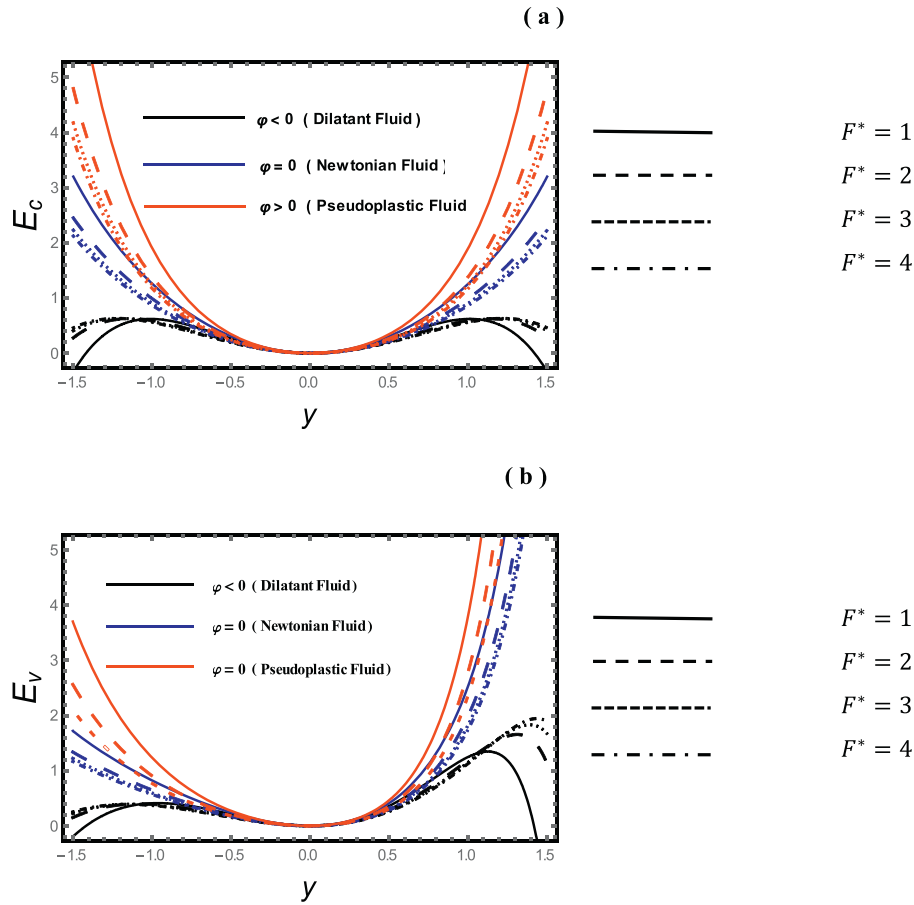 ( a )
φ < 0 ( Dilatant Fluid )
φ = 0 ( Newtonian Fluid )
φ > 0 ( Pseudoplastic Fluid
E_c
5
4
3
2
1
0
−1.5 −1.0 −0.5 0.0 0.5 1.0 1.5
y
F* = 1
F* = 2
F* = 3
F* = 4
( b )
φ < 0 ( Dilatant Fluid )
φ = 0 ( Newtonian Fluid )
φ = 0 ( Pseudoplastic Fluid )
E_v
5
4
3
2
1
0
−1.5 −1.0 −0.5 0.0 0.5 1.0 1.5
y
F* = 1
F* = 2
F* = 3
F* = 4